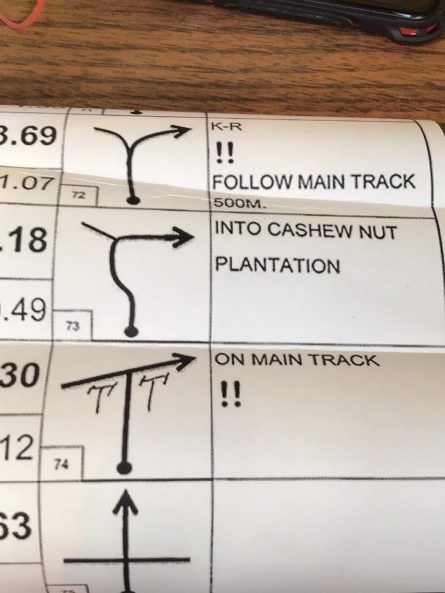 3.69
K-R
!!
1.07
72
FOLLOW MAIN TRACK
500M.
.18
INTO CASHEW NUT
PLANTATION
.49
73
30
ON MAIN TRACK
!!
T T
12
74
63